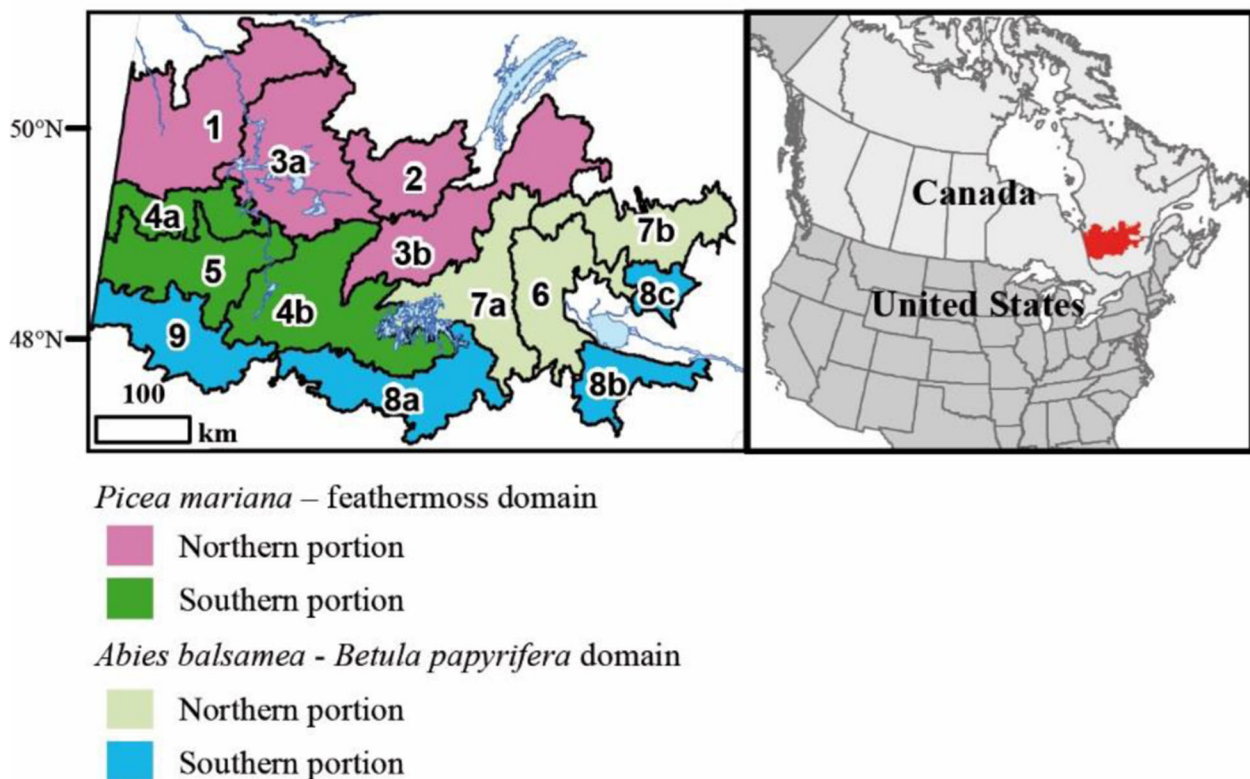 50°N
48°N
1
3a
2
4a
3b
7b
5
6
8c
4b
7a
9
8a
8b
100
km
Canada
United States
Picea mariana – feathermoss domain
Northern portion
Southern portion
Abies balsamea - Betula papyrifera domain
Northern portion
Southern portion